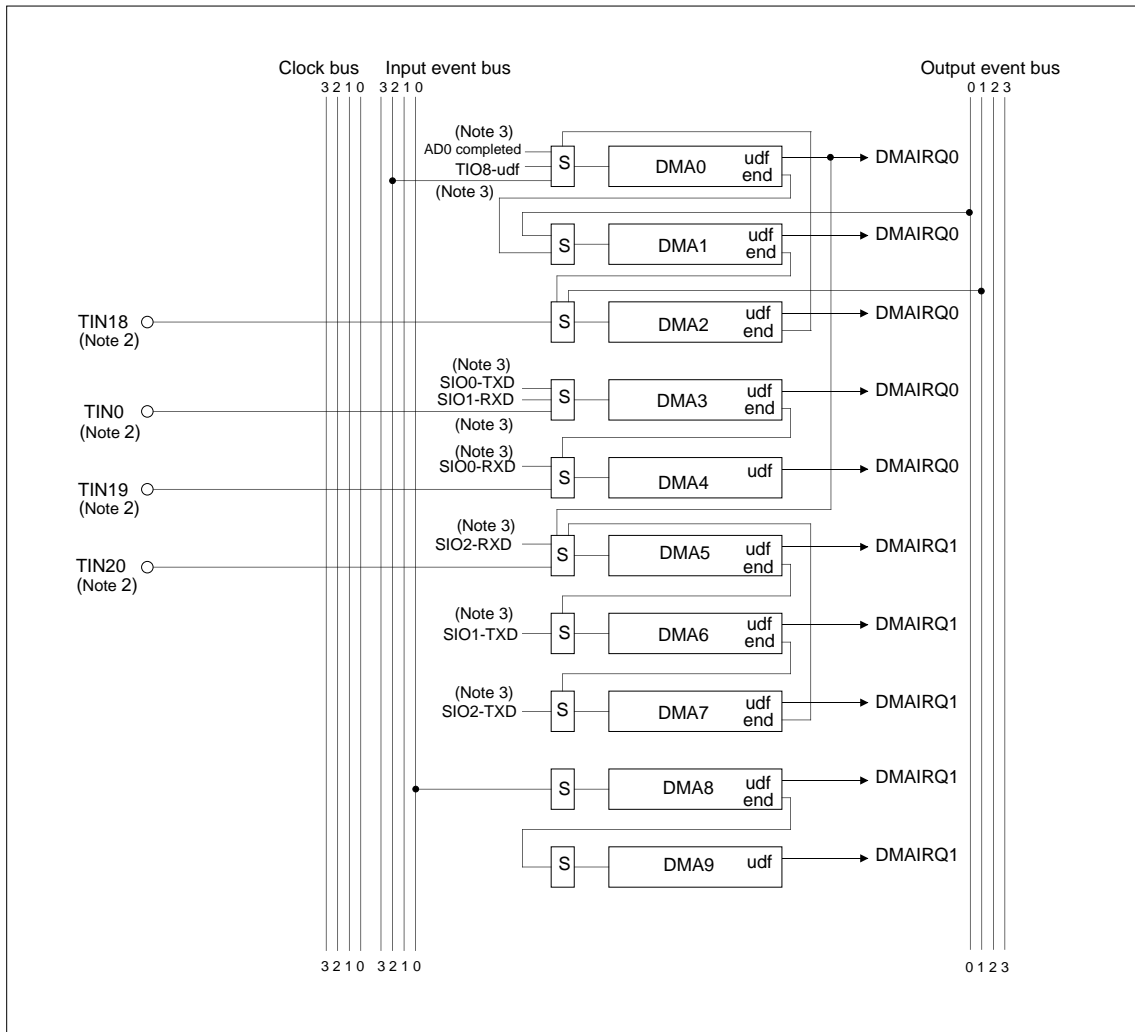 Clock bus Input event bus Output event bus
3 2 1 0 3 2 1 0 0 1 2 3
(Note 3)
AD0 completed
TIO8-udf
(Note 3)
S
DMA0
udf
end
DMAIRQ0
S
DMA1
udf
end
DMAIRQ0
TIN18
(Note 2)
S
DMA2
udf
end
DMAIRQ0
(Note 3)
SIO0-TXD
SIO1-RXD
TIN0
(Note 2)
(Note 3)
S
DMA3
udf
end
DMAIRQ0
(Note 3)
SIO0-RXD
TIN19
(Note 2)
S
DMA4
udf
DMAIRQ0
(Note 3)
SIO2-RXD
TIN20
(Note 2)
S
DMA5
udf
end
DMAIRQ1
(Note 3)
SIO1-TXD
S
DMA6
udf
end
DMAIRQ1
(Note 3)
SIO2-TXD
S
DMA7
udf
end
DMAIRQ1
S
DMA8
udf
end
DMAIRQ1
S
DMA9
udf
DMAIRQ1
3 2 1 0 3 2 1 0 0 1 2 3